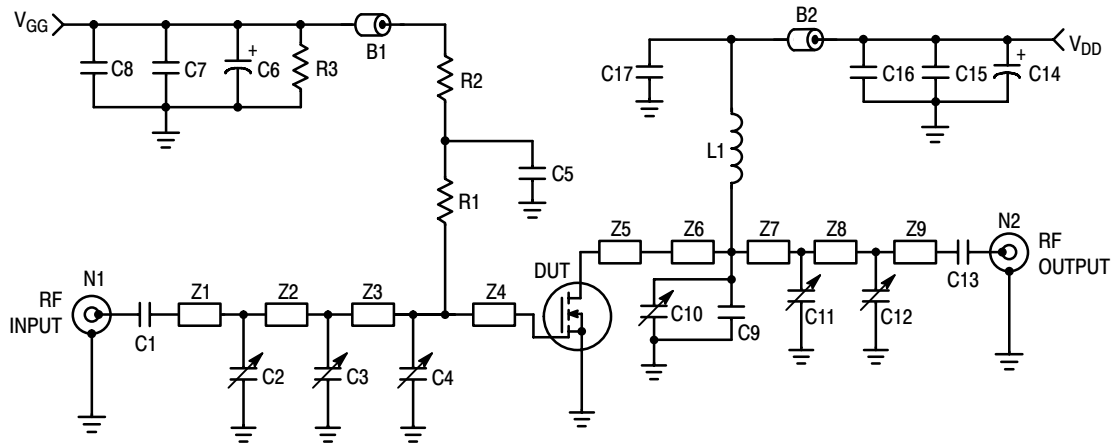 VGG
B1
C8
C7
+
C6
R3
R2
C5
R1
B2
VDD
C17
C16
C15
+
C14
L1
N1
RF
INPUT
C1
Z1
Z2
Z3
Z4
C2
C3
C4
DUT
Z5
Z6
Z7
Z8
Z9
C10
C9
C11
C12
C13
N2
RF
OUTPUT